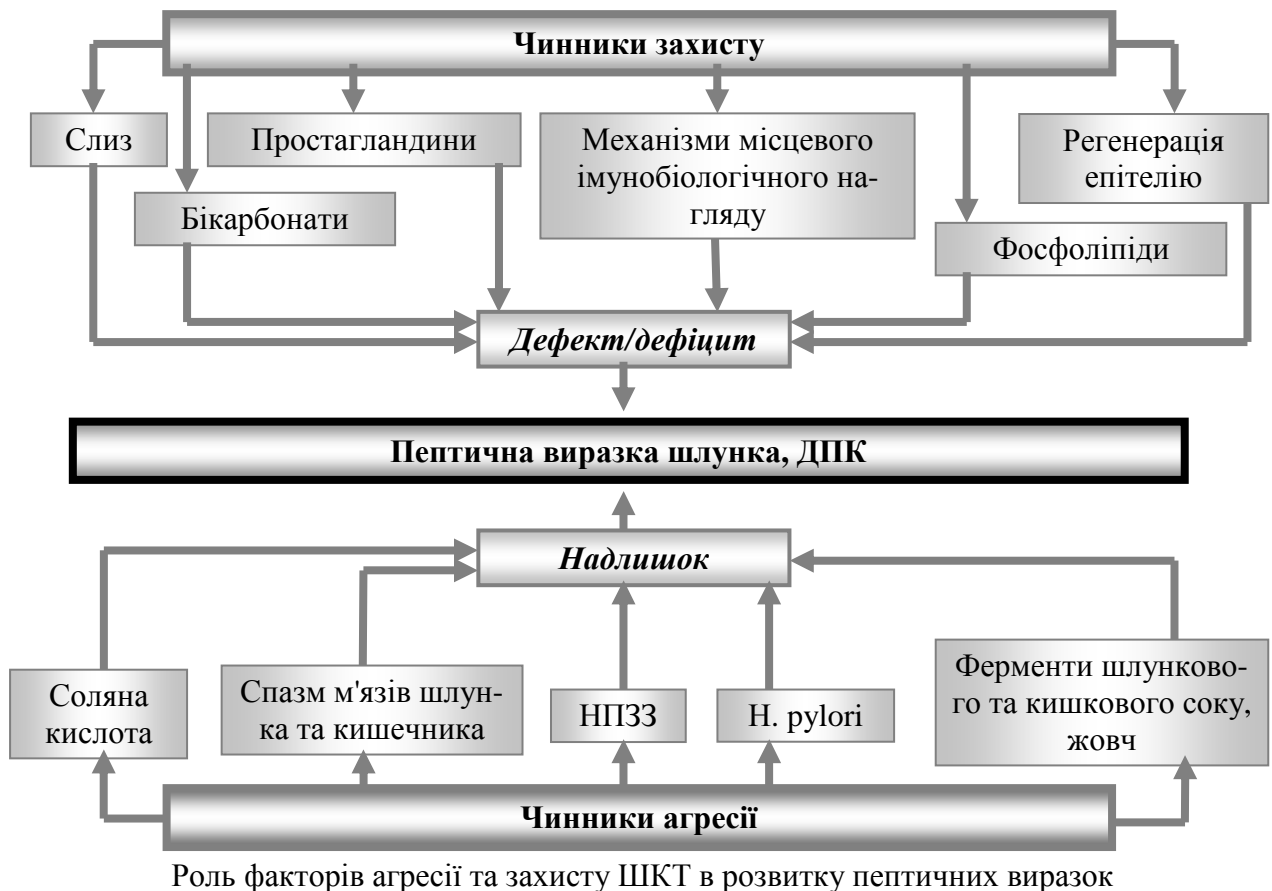 Чинники захисту
Слиз
Простагландини
Механізми місцевого
імунобіологічного на-
гляду
Регенерація
епітелію
Бікарбонати
Фосфоліпіди
Дефект/дефіцит
Пептична виразка шлунка, ДПК
Надлишок
Соляна
кислота
Спазм м'язів шлун-
ка та кишечника
НПЗЗ
H. pylori
Ферменти шлунково-
го та кишкового соку,
жовч
Чинники агресії
Роль факторів агресії та захисту ШКТ в розвитку пептичних виразок